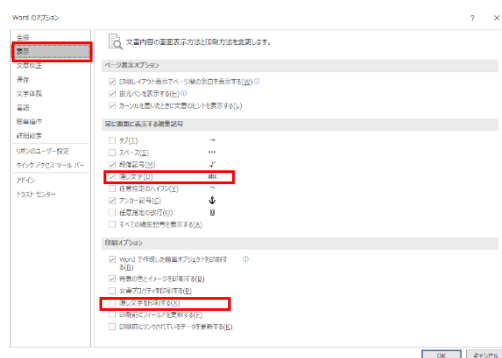 Word のオプション
? ×
全般
表示
文章校正
保存
文字体裁
言語
簡単操作
詳細設定
リボンのユーザー設定
クイック アクセス ツール バー
アドイン
トラスト センター
文書内容の画面表示方法と印刷方法を変更します。
ページ表示オプション
印刷レイアウト表示でページ間の余白を表示する(W)
蛍光ペンを表示する(H)
カーソルを置いたときに文書のヒントを表示する(L)
常に画面に表示する編集記号
タブ(T) →
スペース(S) ...
段落記号(M)
隠し文字(D) abc
任意指定のハイフン(Y) ¬
アンカー記号(C)
任意指定の改行(O)
すべての編集記号を表示する(A)
印刷オプション
Word で作成した描画オブジェクトを印刷す
る(R)
背景の色とイメージを印刷する(B)
文書プロパティを印刷する(P)
隠し文字を印刷する(X)
印刷前にフィールドを更新する(F)
印刷前にリンクされているデータを更新する(K)
OK キャンセル